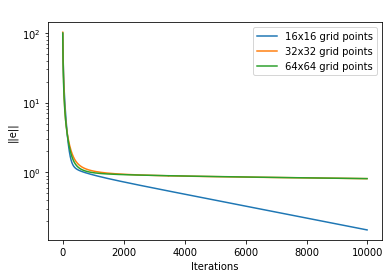 16x16 grid points
32x32 grid points
64x64 grid points
10²
10¹
10⁰
||e||
0
2000
4000
6000
8000
10000
Iterations